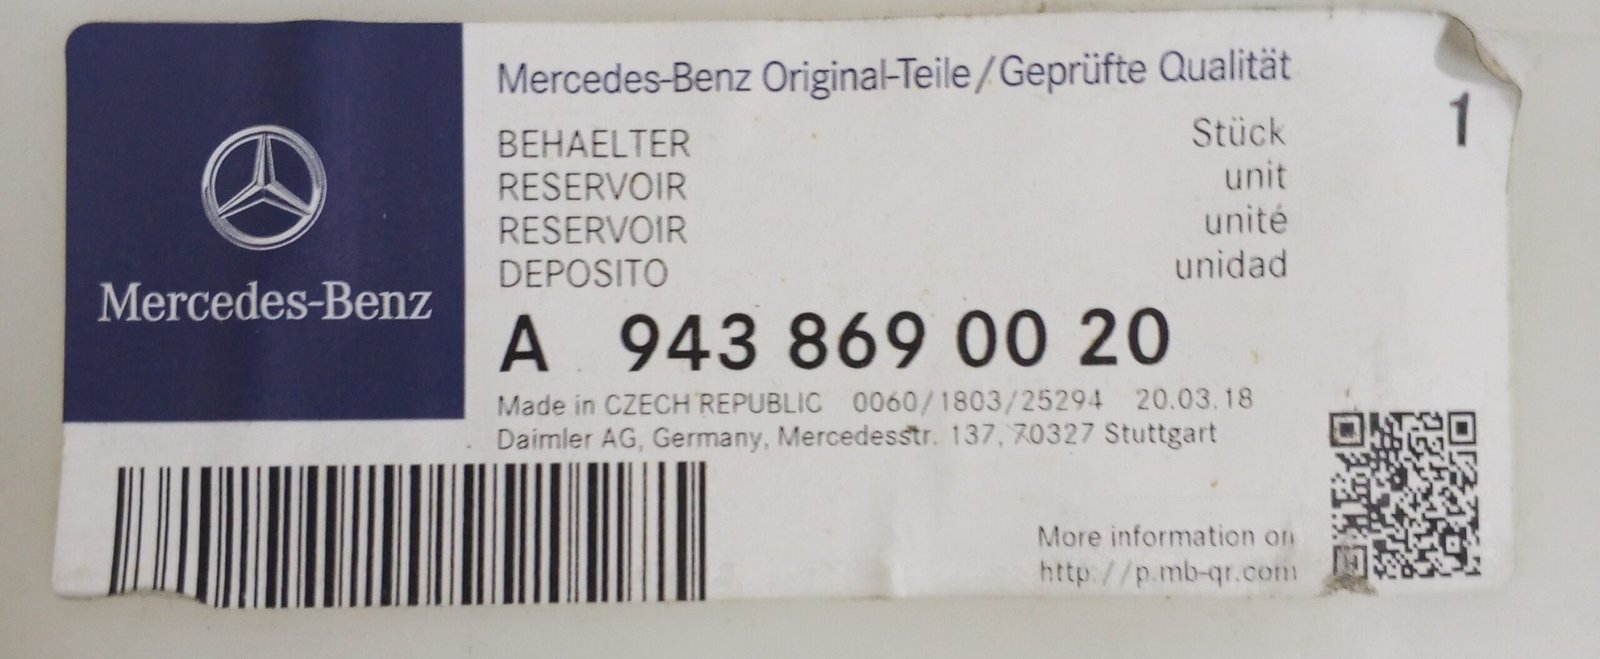 Mercedes-Benz
Mercedes-Benz Original-Teile/Geprüfte Qualität
BEHAELTER Stück 1
RESERVOIR unit
RESERVOIR unité
DEPOSITO unidad
A 943 869 00 20
Made in CZECH REPUBLIC 0060/1803/25294 20.03.18
Daimler AG, Germany, Mercedesstr. 137, 70327 Stuttgart
More information on
http://p.mb-qr.com